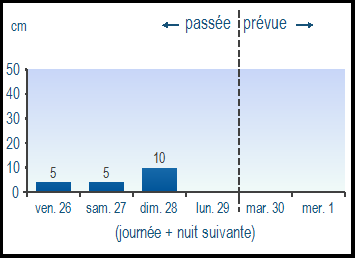 passée prévue
cm
50
40
30
20
10
0
5 5 10
ven. 26 sam. 27 dim. 28 lun. 29 mar. 30 mer. 1
(journée + nuit suivante)